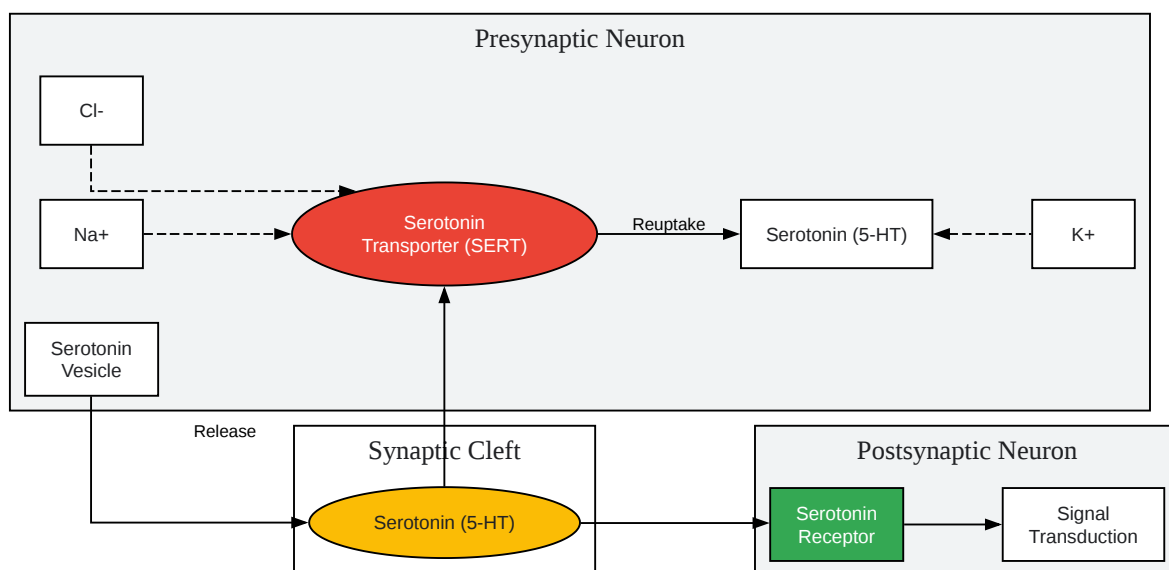 Presynaptic Neuron
Cl-
Na+
Serotonin
Transporter (SERT)
Reuptake
Serotonin (5-HT)
K+
Serotonin
Vesicle
Release
Synaptic Cleft
Serotonin (5-HT)
Postsynaptic Neuron
Serotonin
Receptor
Signal
Transduction